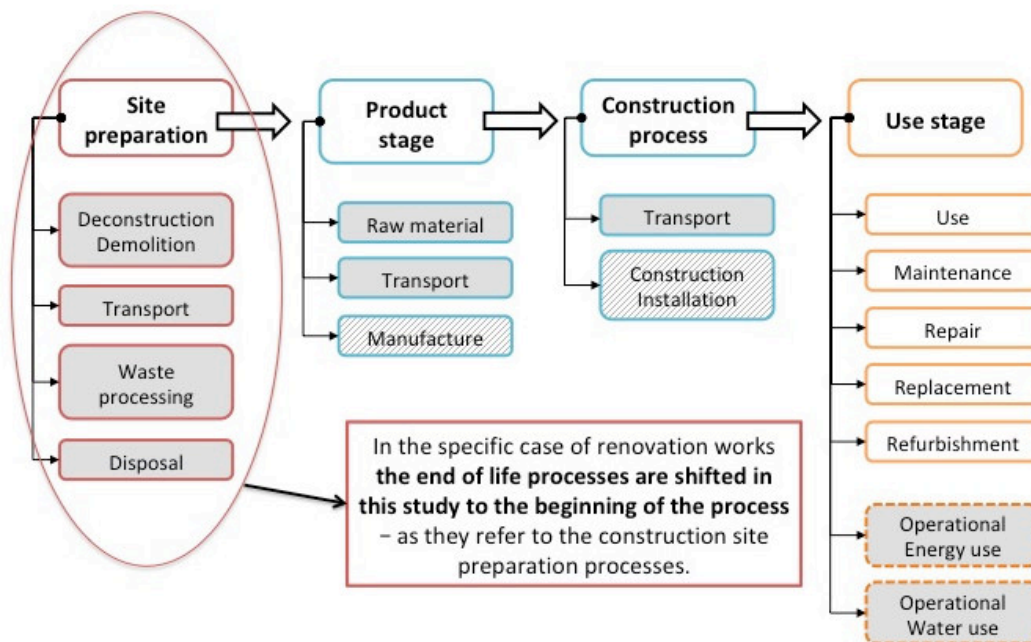 Site
preparation
Deconstruction
Demolition
Transport
Waste
processing
Disposal
Product
stage
Raw material
Transport
Manufacture
Construction
process
Transport
Construction
Installation
Use stage
Use
Maintenance
Repair
Replacement
Refurbishment
Operational
Energy use
Operational
Water use
In the specific case of renovation works
the end of life processes are shifted in
this study to the beginning of the process
– as they refer to the construction site
preparation processes.